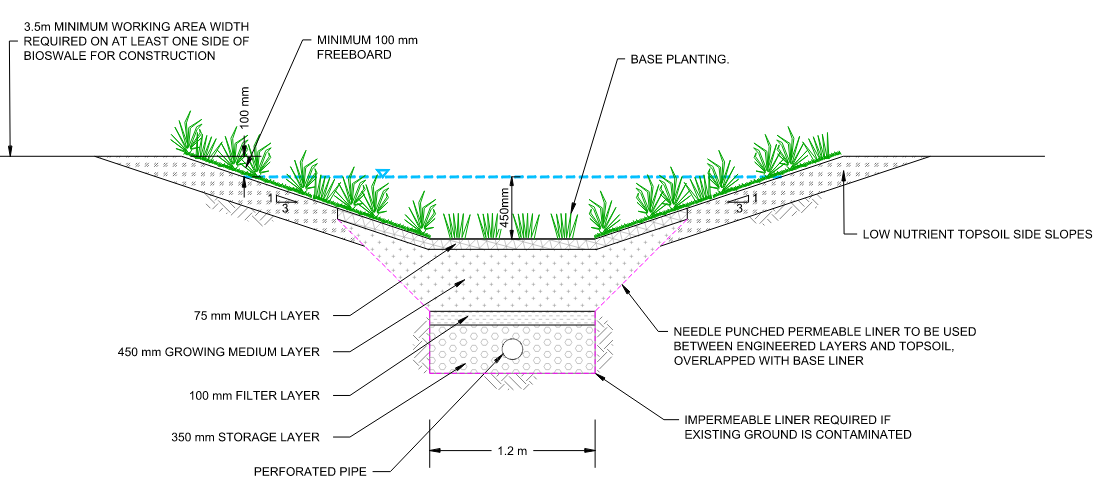 3.5m MINIMUM WORKING AREA WIDTH
REQUIRED ON AT LEAST ONE SIDE OF
BIOSWALE FOR CONSTRUCTION
MINIMUM 100 mm
FREEBOARD
BASE PLANTING.
100 mm
450mm
1
3
1
3
LOW NUTRIENT TOPSOIL SIDE SLOPES
75 mm MULCH LAYER
450 mm GROWING MEDIUM LAYER
100 mm FILTER LAYER
350 mm STORAGE LAYER
PERFORATED PIPE
1.2 m
NEEDLE PUNCHED PERMEABLE LINER TO BE USED
BETWEEN ENGINEERED LAYERS AND TOPSOIL,
OVERLAPPED WITH BASE LINER
IMPERMEABLE LINER REQUIRED IF
EXISTING GROUND IS CONTAMINATED